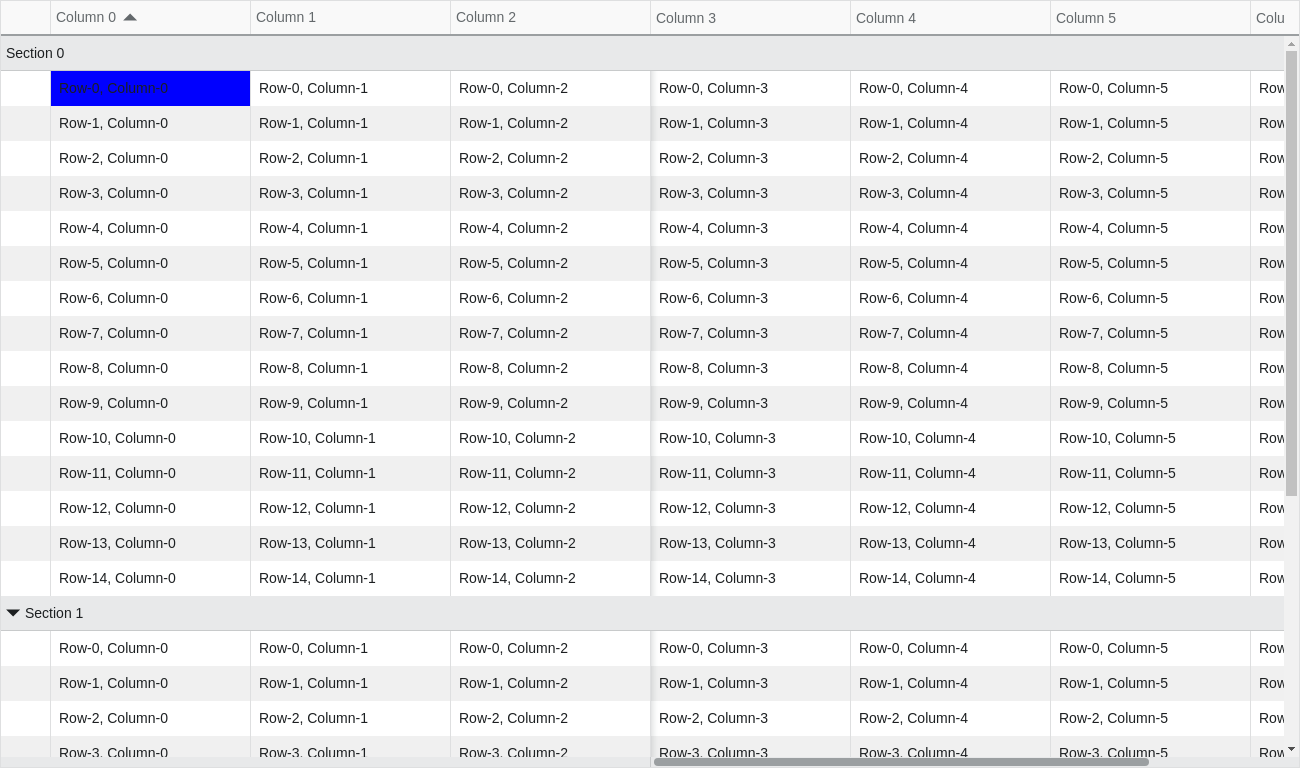 Column 0 Column 1 Column 2 Column 3 Column 4 Column 5 Colu
Section 0
Row-0, Column-0 Row-0, Column-1 Row-0, Column-2 Row-0, Column-3 Row-0, Column-4 Row-0, Column-5 Row
Row-1, Column-0 Row-1, Column-1 Row-1, Column-2 Row-1, Column-3 Row-1, Column-4 Row-1, Column-5 Row
Row-2, Column-0 Row-2, Column-1 Row-2, Column-2 Row-2, Column-3 Row-2, Column-4 Row-2, Column-5 Row
Row-3, Column-0 Row-3, Column-1 Row-3, Column-2 Row-3, Column-3 Row-3, Column-4 Row-3, Column-5 Row
Row-4, Column-0 Row-4, Column-1 Row-4, Column-2 Row-4, Column-3 Row-4, Column-4 Row-4, Column-5 Row
Row-5, Column-0 Row-5, Column-1 Row-5, Column-2 Row-5, Column-3 Row-5, Column-4 Row-5, Column-5 Row
Row-6, Column-0 Row-6, Column-1 Row-6, Column-2 Row-6, Column-3 Row-6, Column-4 Row-6, Column-5 Row
Row-7, Column-0 Row-7, Column-1 Row-7, Column-2 Row-7, Column-3 Row-7, Column-4 Row-7, Column-5 Row
Row-8, Column-0 Row-8, Column-1 Row-8, Column-2 Row-8, Column-3 Row-8, Column-4 Row-8, Column-5 Row
Row-9, Column-0 Row-9, Column-1 Row-9, Column-2 Row-9, Column-3 Row-9, Column-4 Row-9, Column-5 Row
Row-10, Column-0 Row-10, Column-1 Row-10, Column-2 Row-10, Column-3 Row-10, Column-4 Row-10, Column-5 Row
Row-11, Column-0 Row-11, Column-1 Row-11, Column-2 Row-11, Column-3 Row-11, Column-4 Row-11, Column-5 Row
Row-12, Column-0 Row-12, Column-1 Row-12, Column-2 Row-12, Column-3 Row-12, Column-4 Row-12, Column-5 Row
Row-13, Column-0 Row-13, Column-1 Row-13, Column-2 Row-13, Column-3 Row-13, Column-4 Row-13, Column-5 Row
Row-14, Column-0 Row-14, Column-1 Row-14, Column-2 Row-14, Column-3 Row-14, Column-4 Row-14, Column-5 Row
Section 1
Row-0, Column-0 Row-0, Column-1 Row-0, Column-2 Row-0, Column-3 Row-0, Column-4 Row-0, Column-5 Row
Row-1, Column-0 Row-1, Column-1 Row-1, Column-2 Row-1, Column-3 Row-1, Column-4 Row-1, Column-5 Row
Row-2, Column-0 Row-2, Column-1 Row-2, Column-2 Row-2, Column-3 Row-2, Column-4 Row-2, Column-5 Row
Row-3, Column-0 Row-3, Column-1 Row-3, Column-2 Row-3, Column-3 Row-3, Column-4 Row-3, Column-5 Row